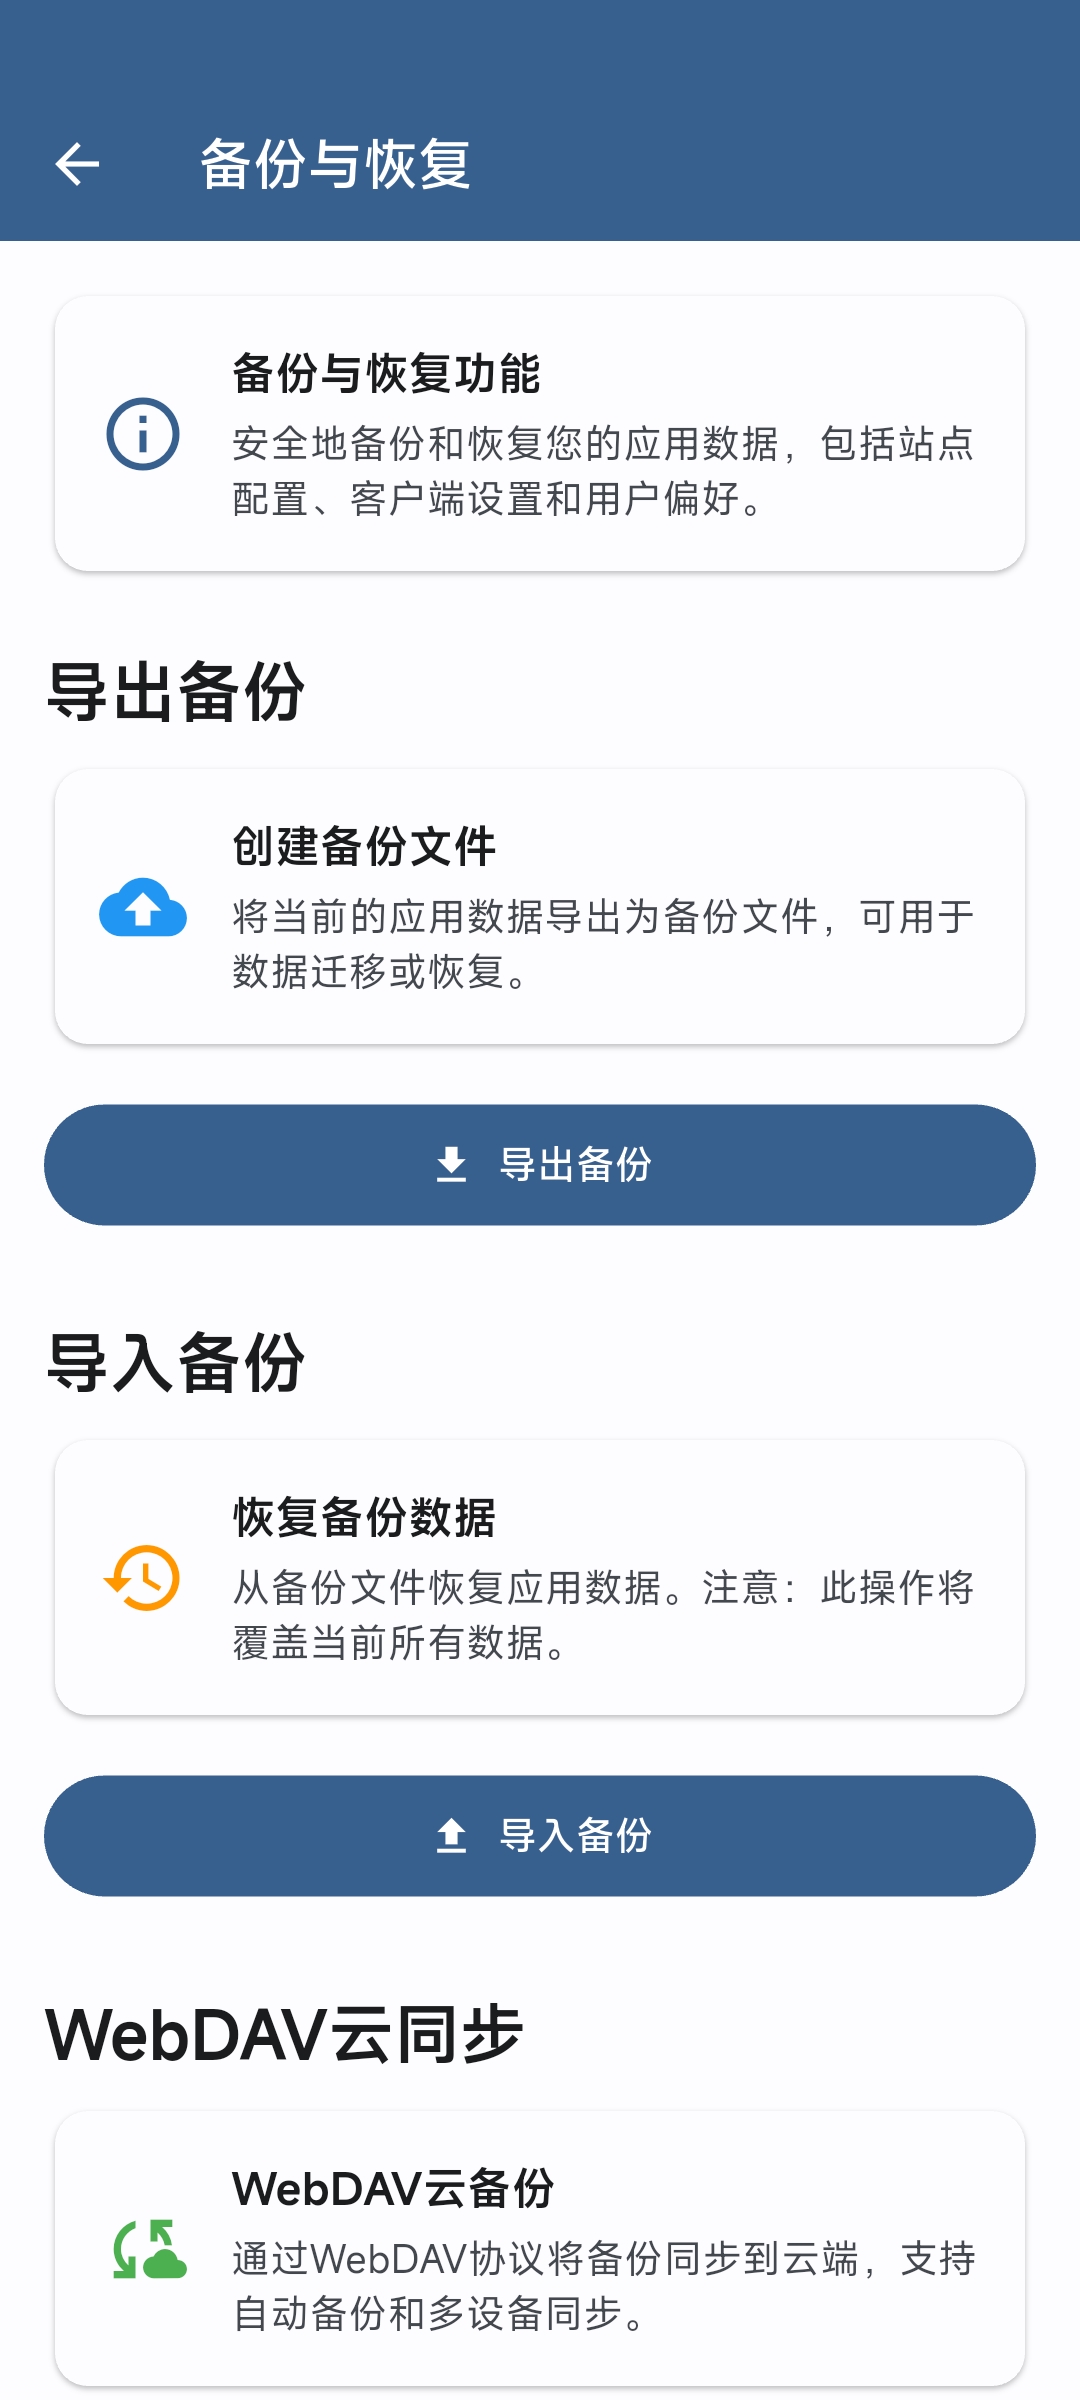 备份与恢复
备份与恢复功能
安全地备份和恢复您的应用数据，包括站点
配置、客户端设置和用户偏好。
导出备份
创建备份文件
将当前的应用数据导出为备份文件，可用于
数据迁移或恢复。
导出备份
导入备份
恢复备份数据
从备份文件恢复应用数据。注意：此操作将
覆盖当前所有数据。
导入备份
WebDAV云同步
WebDAV云备份
通过WebDAV协议将备份同步到云端，支持
自动备份和多设备同步。